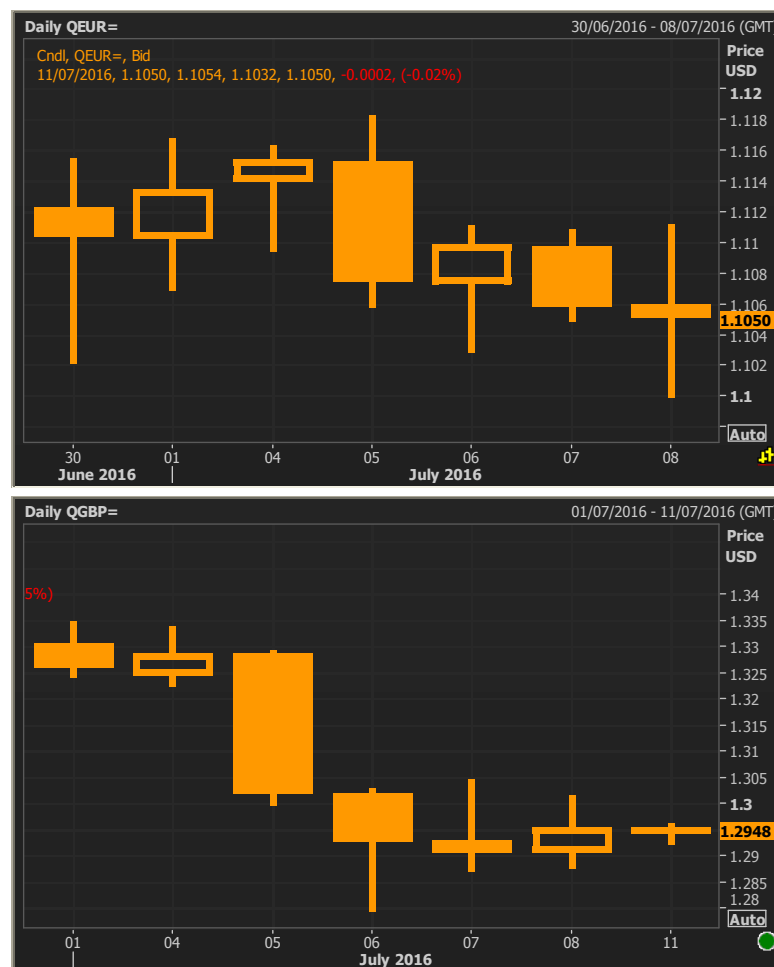 Daily QEUR= 30/06/2016 - 08/07/2016 (GMT)
Cndl, QEUR=, Bid
11/07/2016, 1.1050, 1.1054, 1.1032, 1.1050, -0.0002, (-0.02%)
Price
USD
1.12
1.118
1.116
1.114
1.112
1.11
1.108
1.106
1.1050
1.104
1.102
1.1
Auto
30 01 04 05 06 07 08
June 2016 July 2016
Daily QGBP= 01/07/2016 - 11/07/2016 (GMT)
Price
USD
5%)
1.34
1.335
1.33
1.325
1.32
1.315
1.31
1.305
1.3
1.2948
1.29
1.285
1.28
Auto
01 04 05 06 07 08 11
July 2016